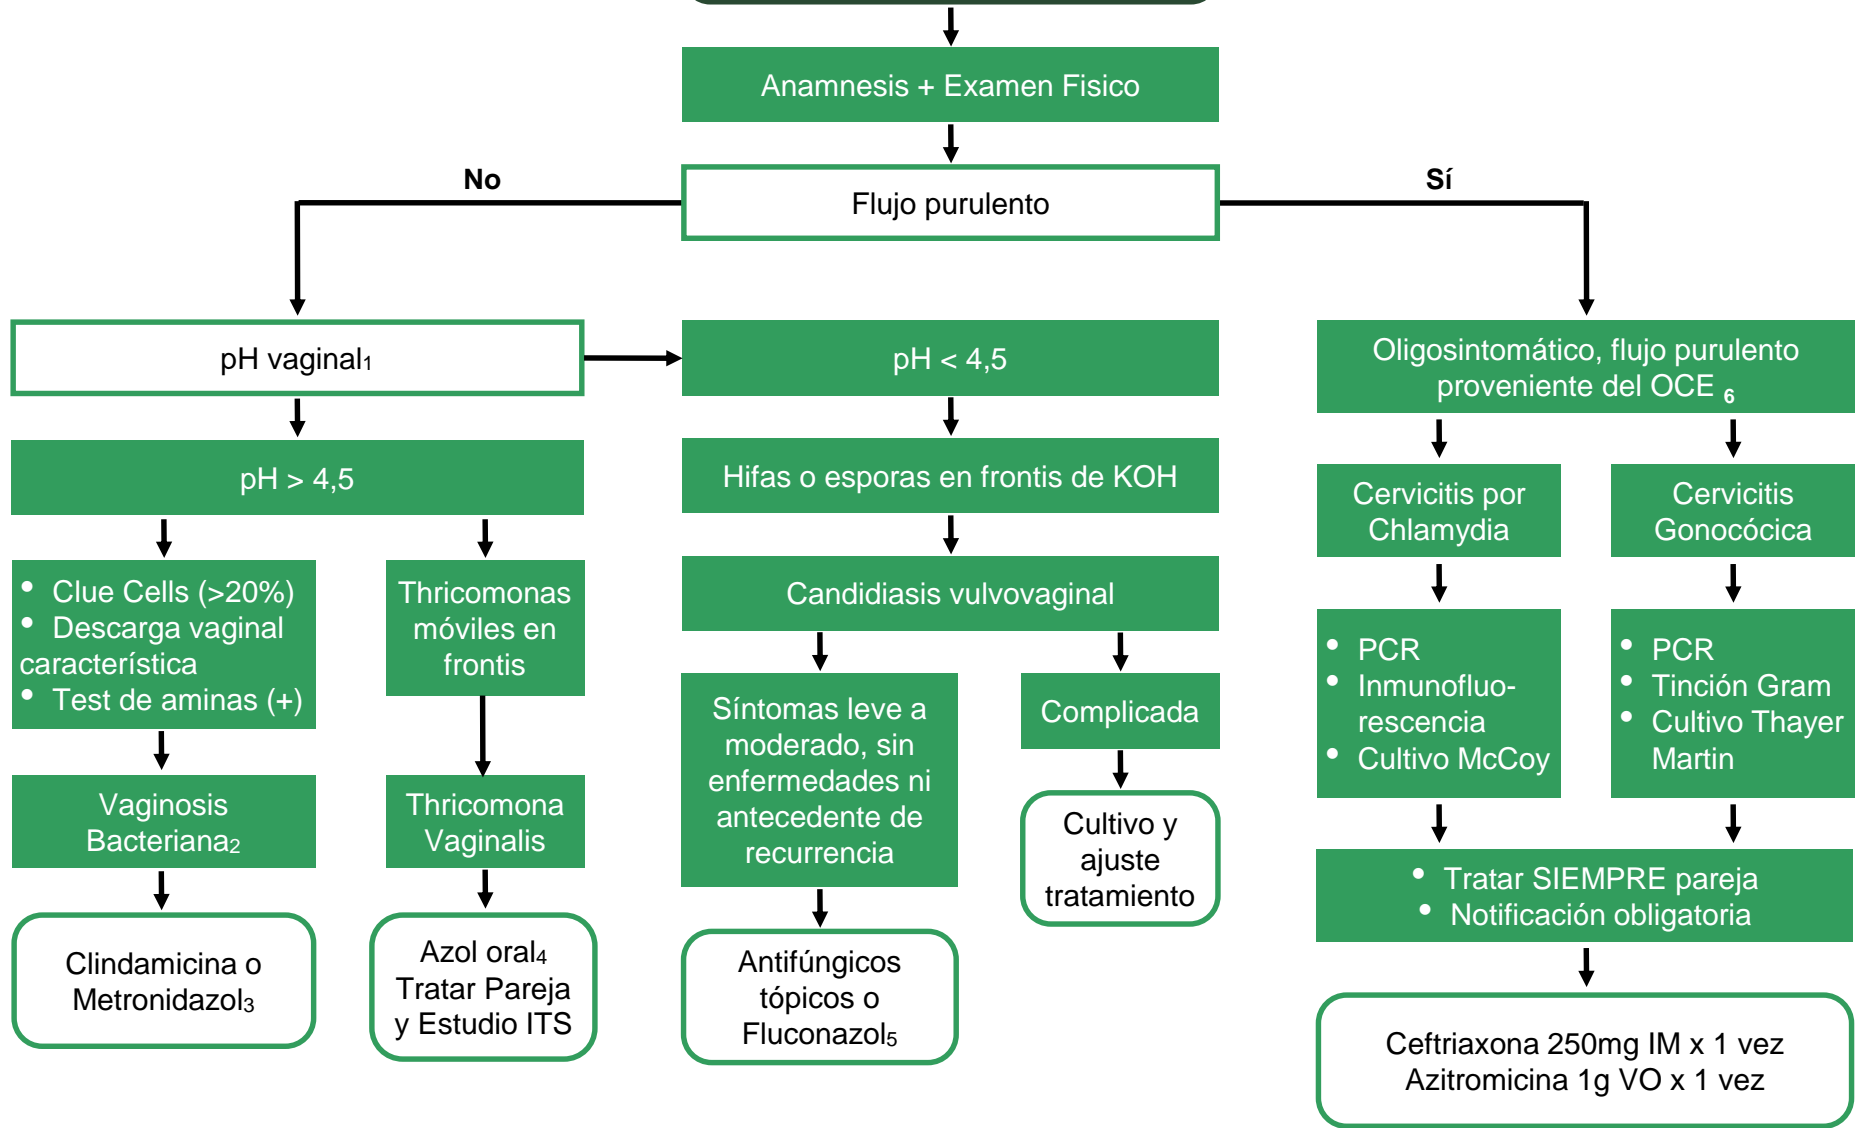 Anamnesis + Examen Fisico
No
Sí
Flujo purulento
pH vaginal1
pH < 4,5
Oligosintomático, flujo purulento
proveniente del OCE 6
pH > 4,5
Hifas o esporas en frontis de KOH
Cervicitis por
Chlamydia
Cervicitis
Gonocócica
• Clue Cells (>20%)
• Descarga vaginal
característica
• Test de aminas (+)
Thricomonas
móviles en
frontis
Candidiasis vulvovaginal
• PCR
• Inmunofluo-
rescencia
• Cultivo McCoy
• PCR
• Tinción Gram
• Cultivo Thayer
Martin
Síntomas leve a
moderado, sin
enfermedades ni
antecedente de
recurrencia
Complicada
Vaginosis
Bacteriana2
Thricomona
Vaginalis
Cultivo y
ajuste
tratamiento
• Tratar SIEMPRE pareja
• Notificación obligatoria
Clindamicina o
Metronidazol3
Azol oral4
Tratar Pareja
y Estudio ITS
Antifúngicos
tópicos o
Fluconazol5
Ceftriaxona 250mg IM x 1 vez
Azitromicina 1g VO x 1 vez